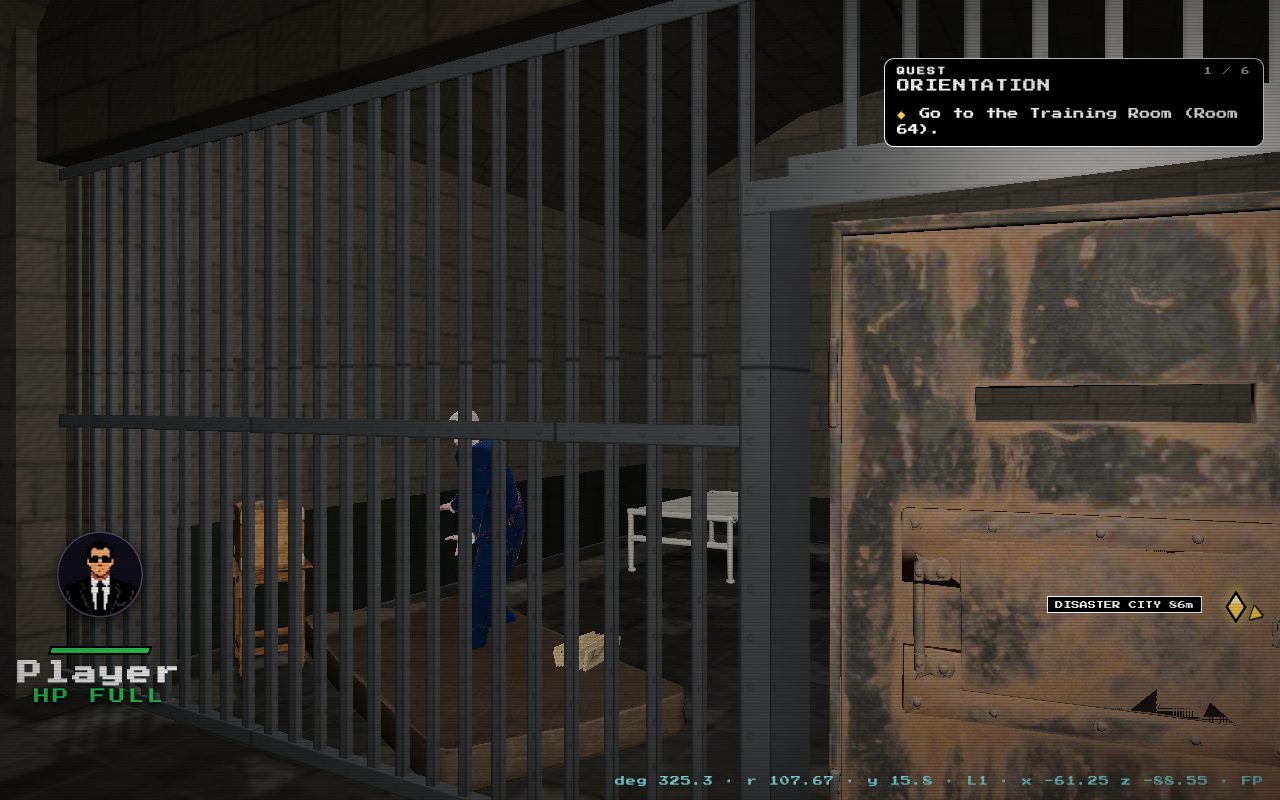 QUEST
1 / 6
ORIENTATION
Go to the Training Room (Room
64).
DISASTER CITY 86m
Player
HP FULL
deg 325.3 · r 107.67 · y 15.8 · L1 · x -61.25 z -88.55 · FP